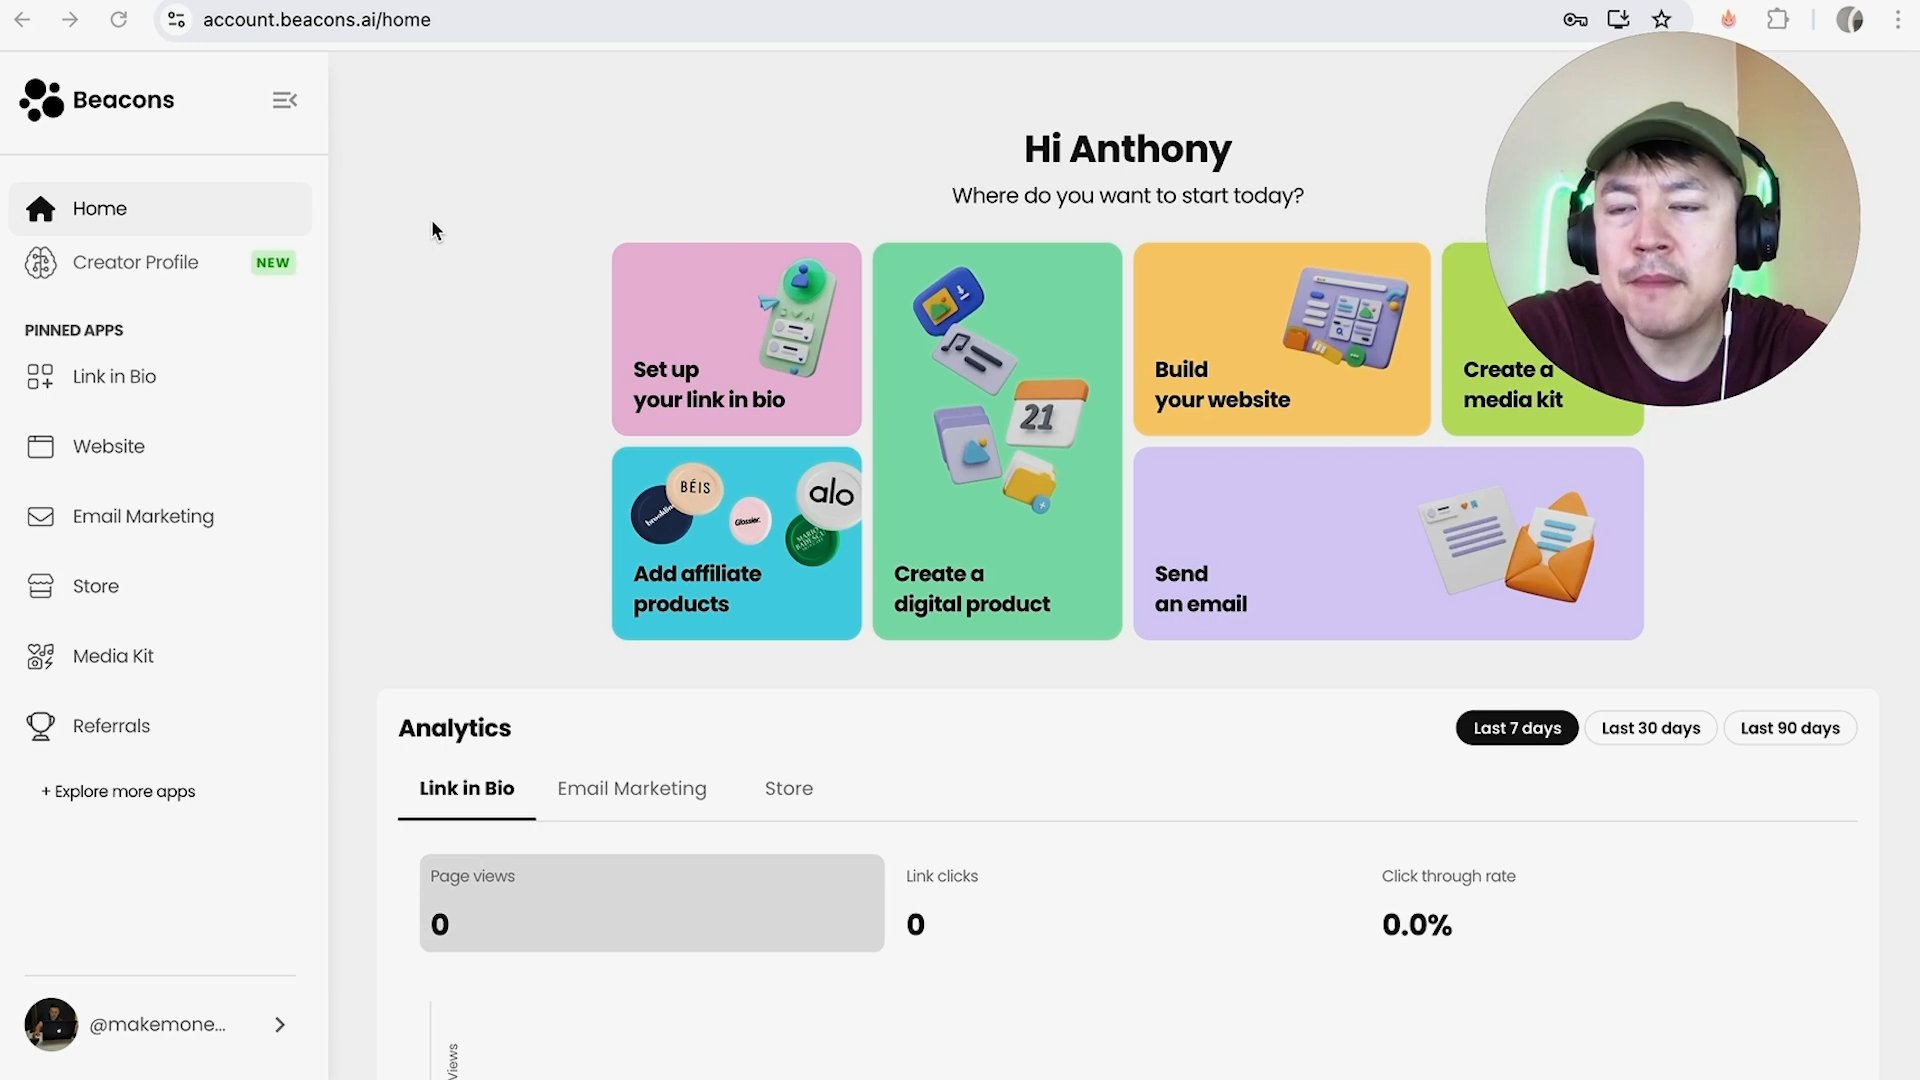 account.beacons.ai/home
Beacons
Home
Creator Profile NEW
PINNED APPS
Link in Bio
Website
Email Marketing
Store
Media Kit
Referrals
+ Explore more apps
@makemone...
Hi Anthony
Where do you want to start today?
Set up
your link in bio
21
Create a
digital product
Build
your website
Create a
media kit
BÉIS
alo
Glossier.
Add affiliate
products
Send
an email
Analytics
Last 7 days
Last 30 days
Last 90 days
Link in Bio
Email Marketing
Store
Page views
0
Link clicks
0
Click through rate
0.0%
Views